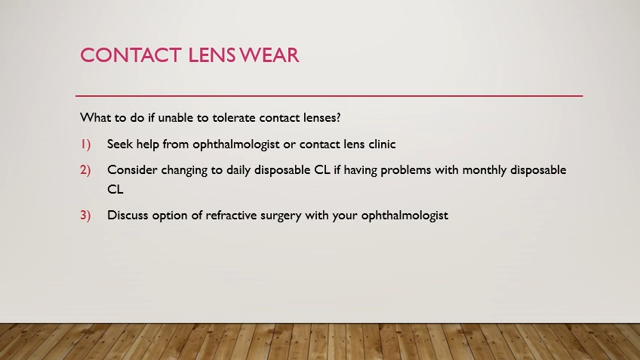 CONTACT LENS WEAR
What to do if unable to tolerate contact lenses?
1) Seek help from ophthalmologist or contact lens clinic
2) Consider changing to daily disposable CL if having problems with monthly disposable
CL
3) Discuss option of refractive surgery with your ophthalmologist